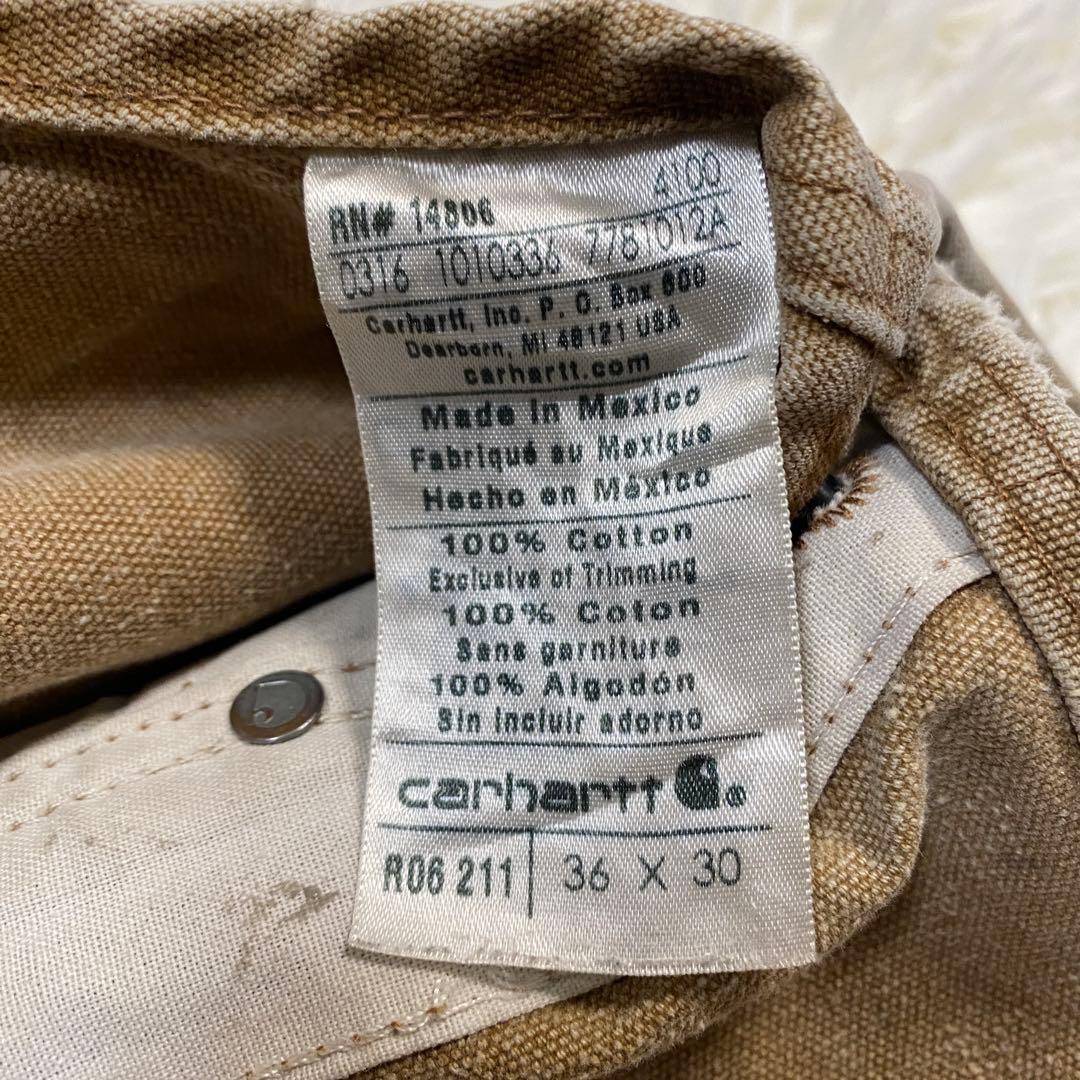 4100
RN# 14806
0316 1010336 7781012A
Carhartt, Inc. P. O. Box 600
Dearborn, MI 48121 USA
carhartt.com
Made in Mexico
Fabriqué au Mexique
Hecho en México
100% Cotton
Exclusive of Trimming
100% Coton
Sans garniture
100% Algodón
Sin incluir adorno
carhartt ®
R06 211 36 X 30
5